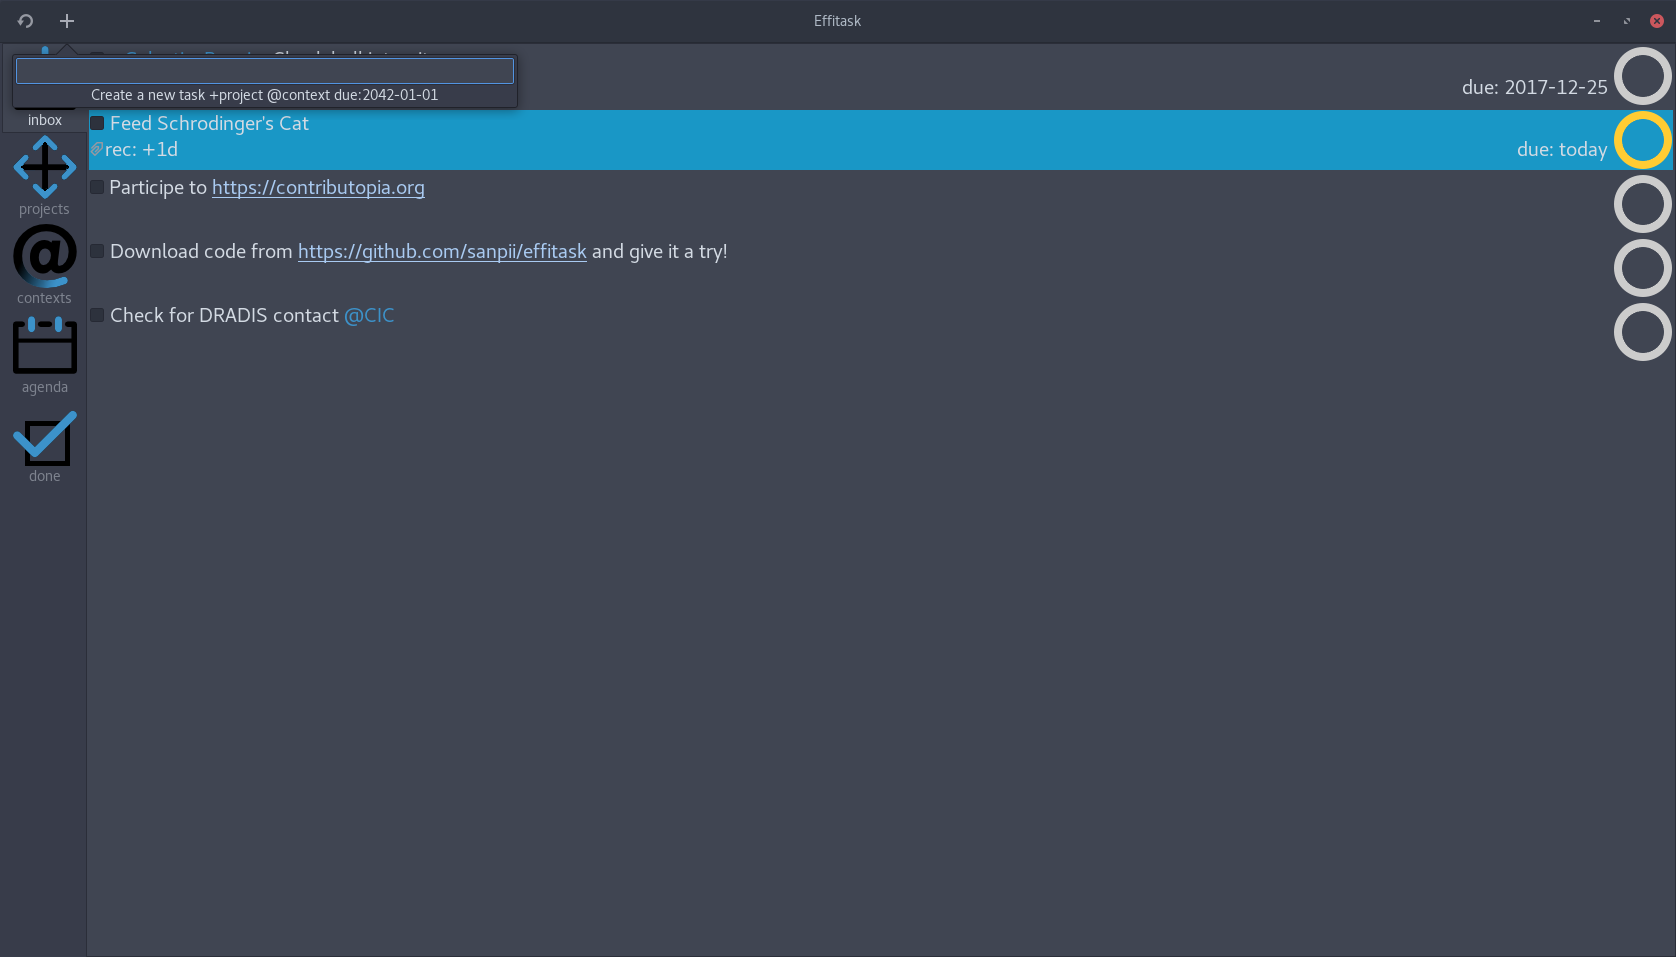 Effitask
Create a new task +project @context due:2042-01-01
due: 2017-12-25
inbox
Feed Schrodinger's Cat
rec: +1d
due: today
Participe to https://contributopia.org
projects
Download code from https://github.com/sanpii/effitask and give it a try!
contexts
Check for DRADIS contact @CIC
agenda
done